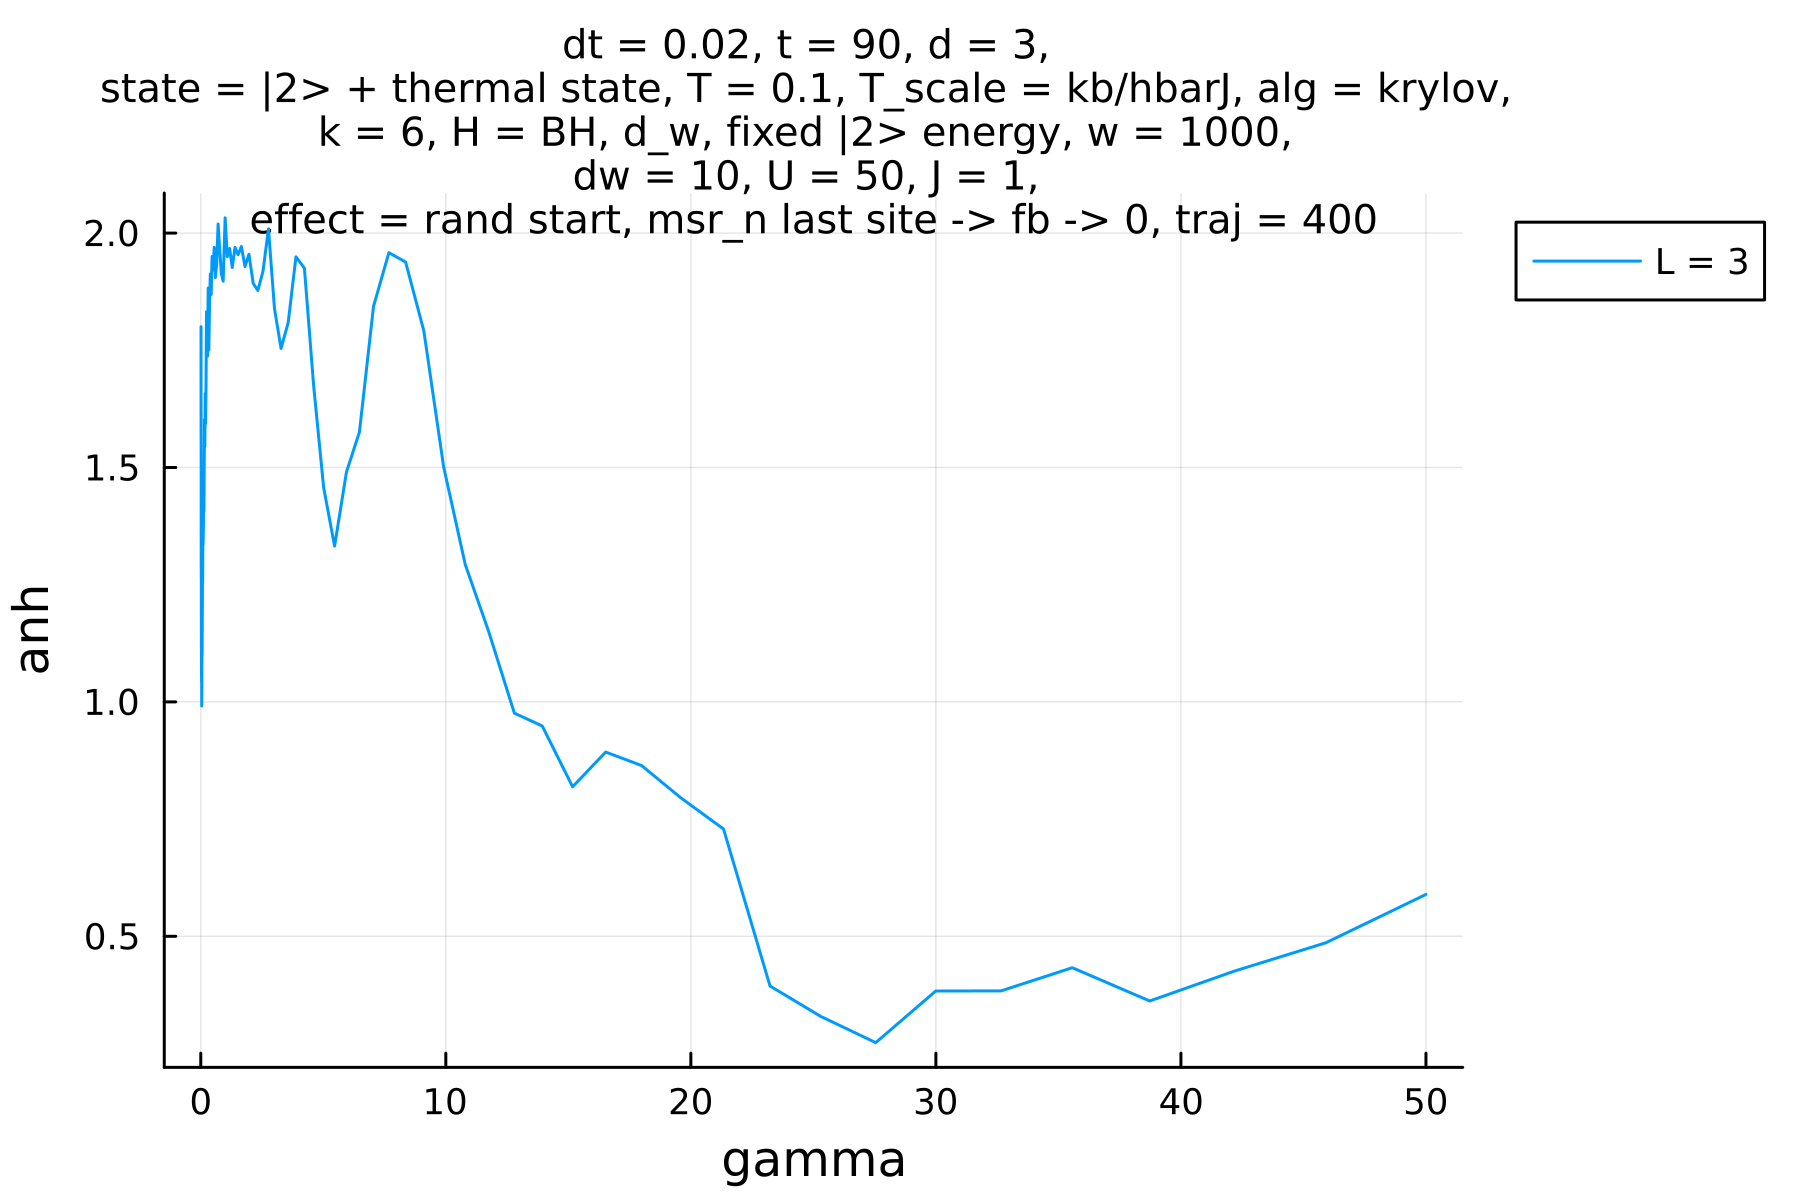 dt = 0.02, t = 90, d = 3,
state = |2> + thermal state, T = 0.1, T_scale = kb/hbarJ, alg = krylov,
k = 6, H = BH, d_w, fixed |2> energy, w = 1000,
dw = 10, U = 50, J = 1,
effect = rand start, msr_n last site -> fb -> 0, traj = 400
L = 3
2.0
1.5
1.0
0.5
anh
0 10 20 30 40 50
gamma